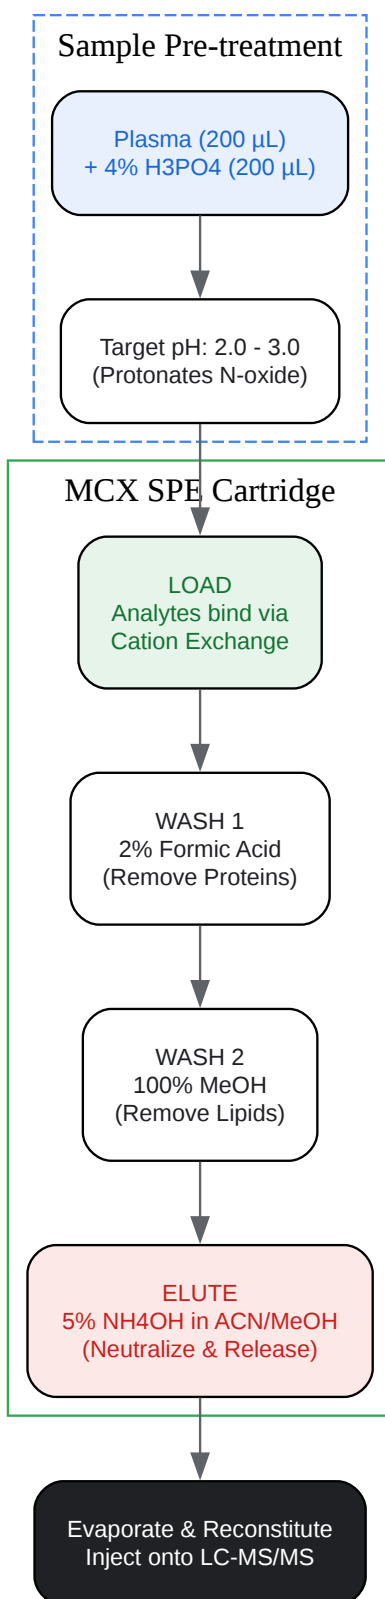 Sample Pre-treatment
Plasma (200 µL)
+ 4% H3PO4 (200 µL)
Target pH: 2.0 - 3.0
(Protonates N-oxide)
MCX SPE Cartridge
LOAD
Analytes bind via
Cation Exchange
WASH 1
2% Formic Acid
(Remove Proteins)
WASH 2
100% MeOH
(Remove Lipids)
ELUTE
5% NH4OH in ACN/MeOH
(Neutralize & Release)
Evaporate & Reconstitute
Inject onto LC-MS/MS